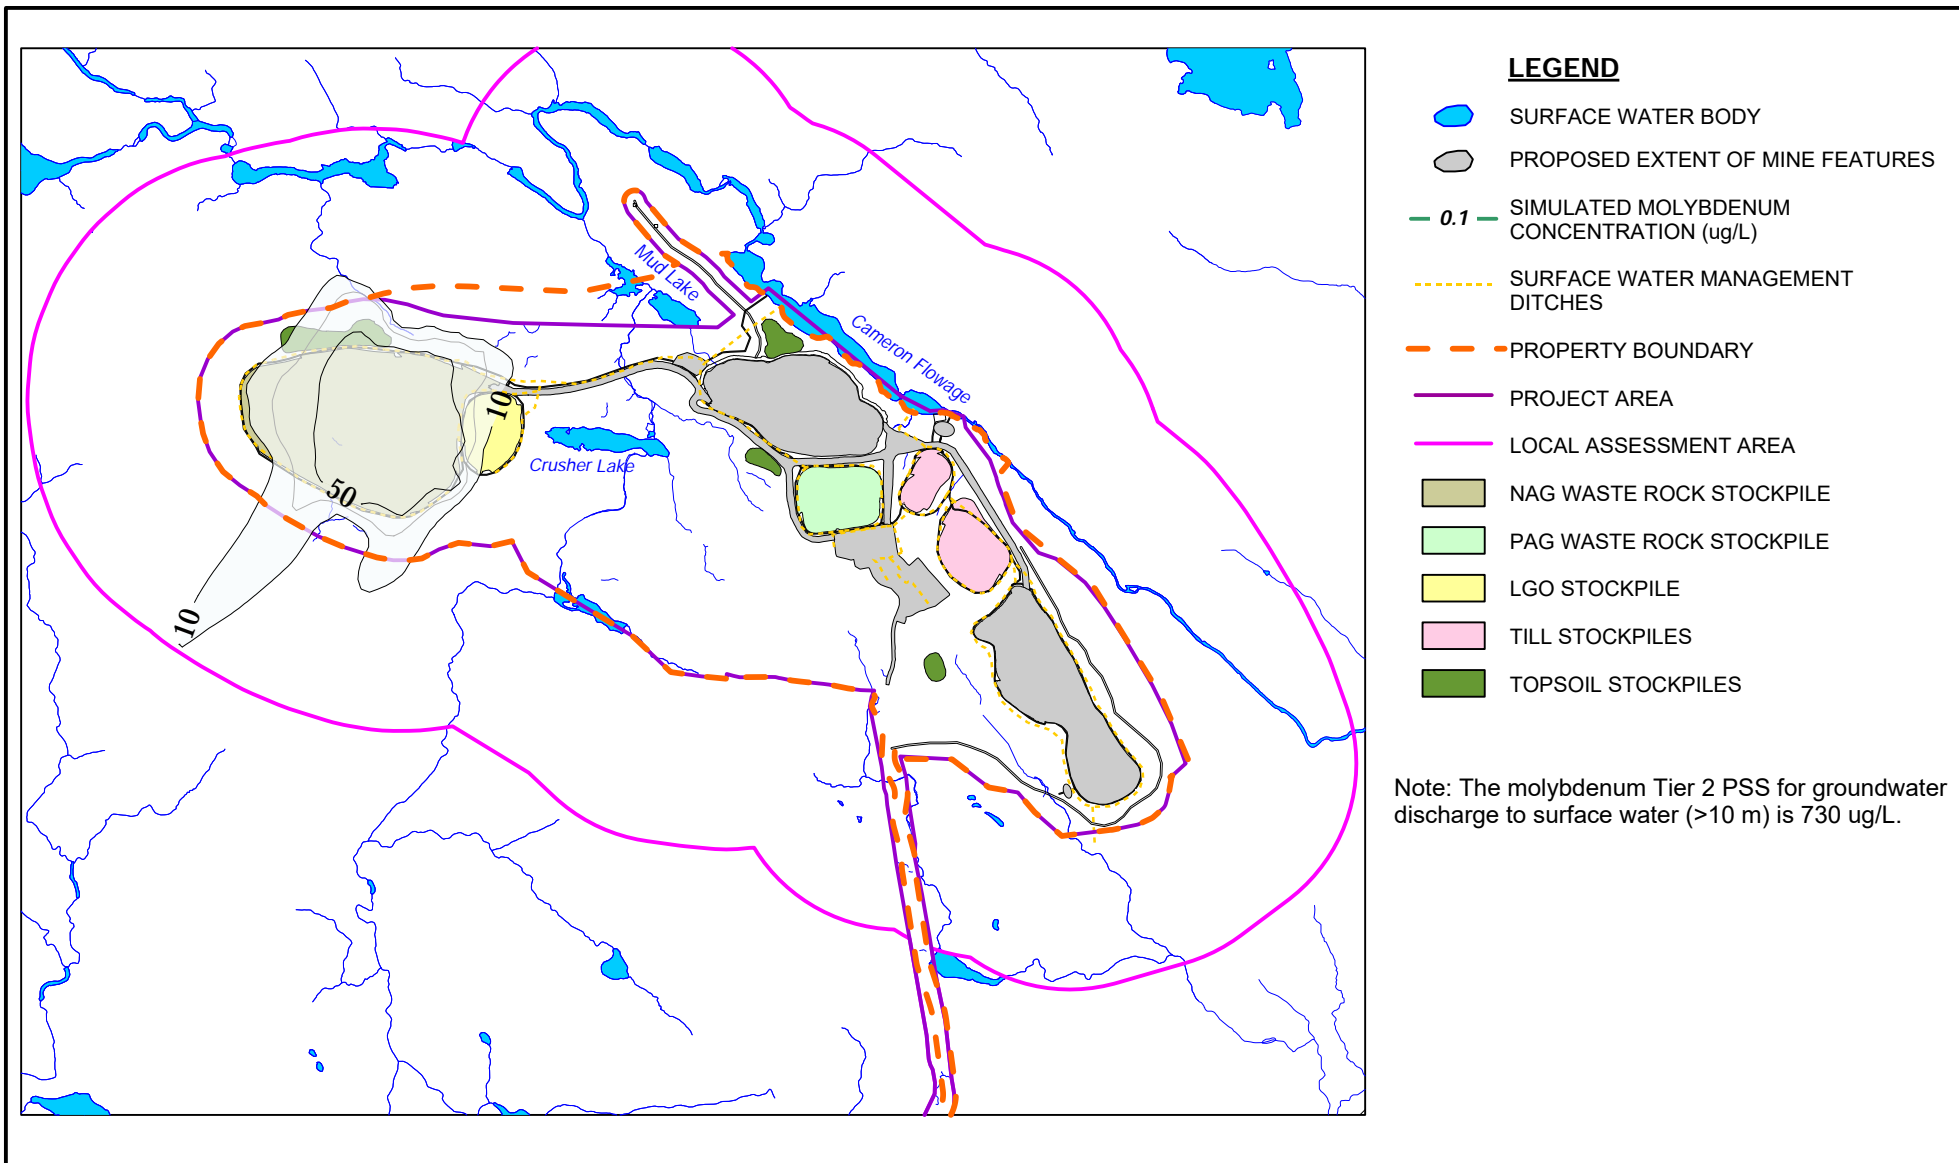 LEGEND
SURFACE WATER BODY
PROPOSED EXTENT OF MINE FEATURES
0.1
SIMULATED MOLYBDENUM
CONCENTRATION (ug/L)
SURFACE WATER MANAGEMENT
DITCHES
PROPERTY BOUNDARY
PROJECT AREA
LOCAL ASSESSMENT AREA
NAG WASTE ROCK STOCKPILE
PAG WASTE ROCK STOCKPILE
LGO STOCKPILE
TILL STOCKPILES
TOPSOIL STOCKPILES
Note: The molybdenum Tier 2 PSS for groundwater
discharge to surface water (>10 m) is 730 ug/L.
Mud Lake
Cameron Flowage
Crusher Lake
10
50
10